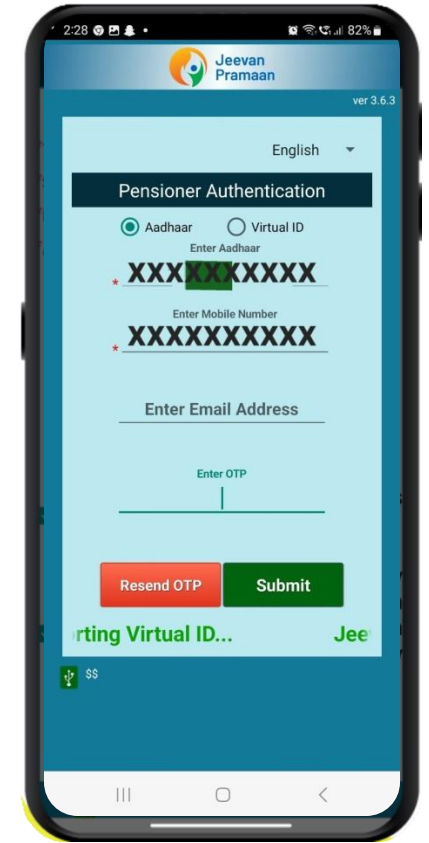 2:28
82%
Jeevan
Pramaan
ver 3.6.3
English
Pensioner Authentication
Aadhaar Virtual ID
Enter Aadhaar
* XXXXXXXXXX
Enter Mobile Number
* XXXXXXXXXX
Enter Email Address
Enter OTP
Resend OTP Submit
rting Virtual ID... Jee
$$